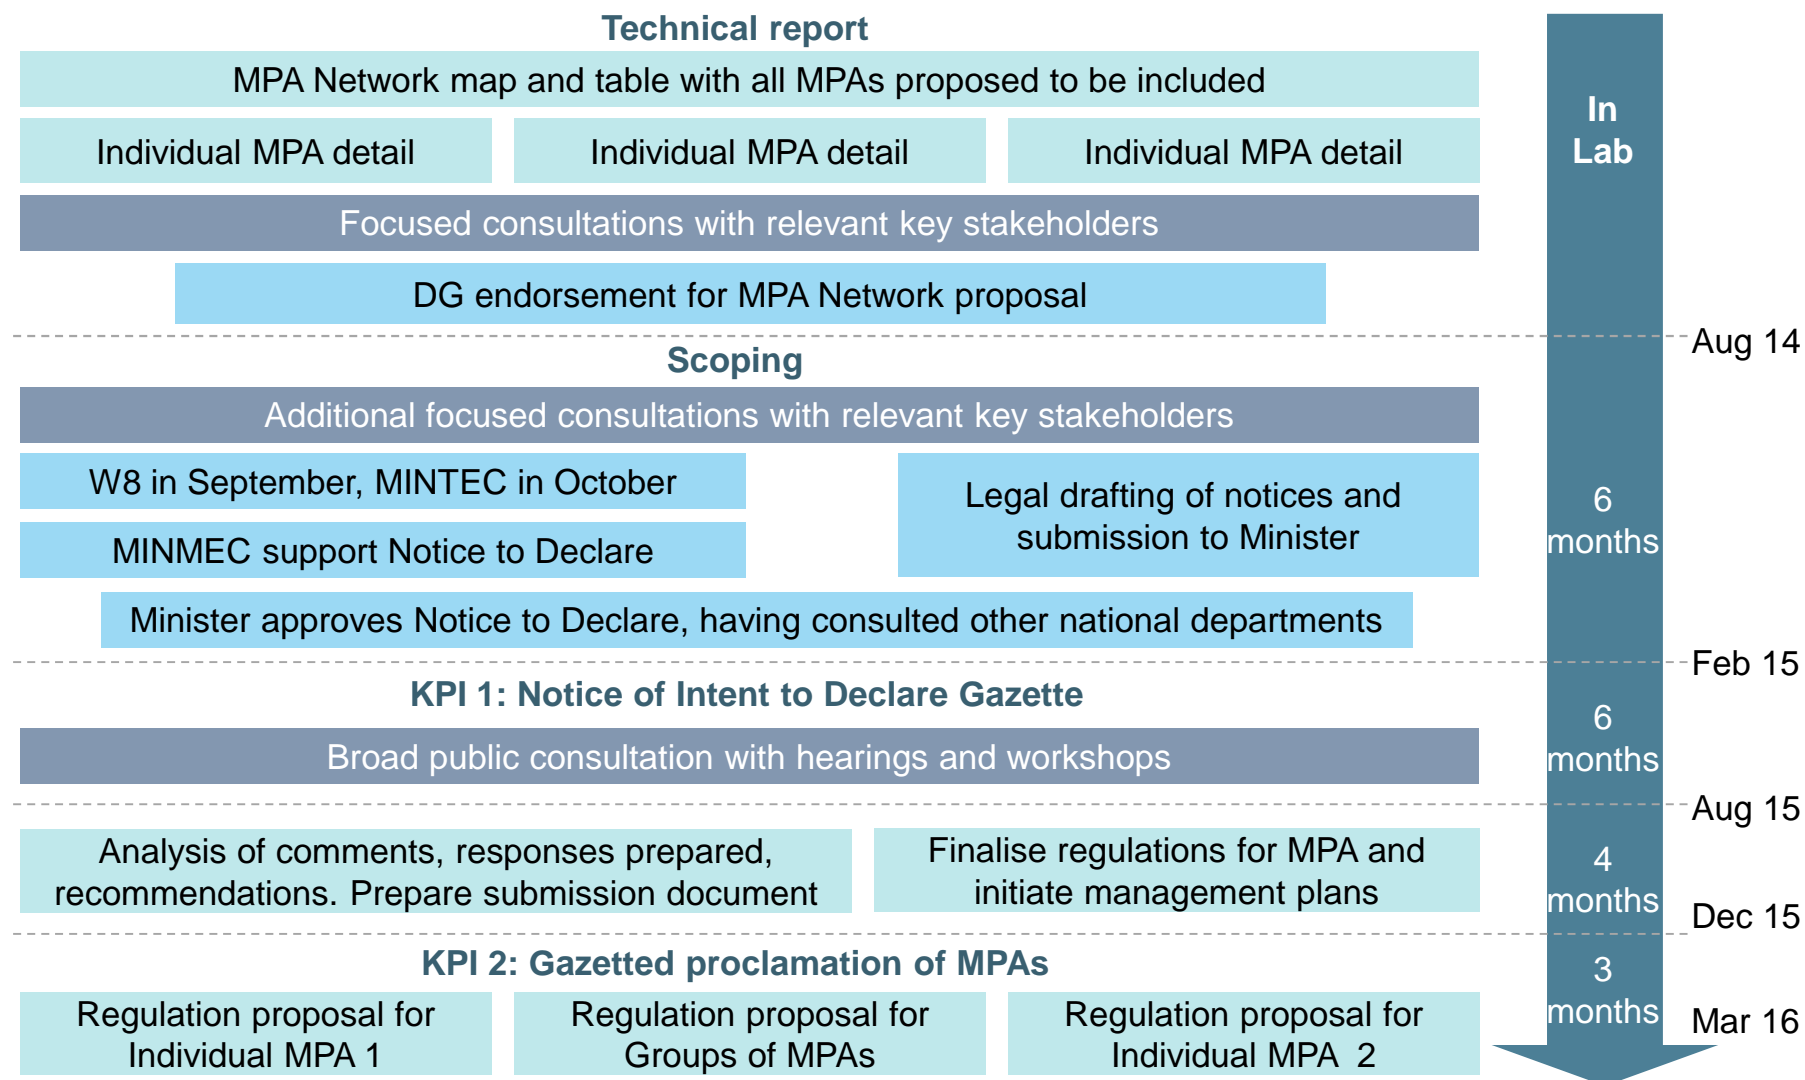 Technical report
MPA Network map and table with all MPAs proposed to be included
In
Lab
Individual MPA detail
Individual MPA detail
Individual MPA detail
Focused consultations with relevant key stakeholders
DG endorsement for MPA Network proposal
Aug 14
Scoping
Additional focused consultations with relevant key stakeholders
W8 in September, MINTEC in October
MINMEC support Notice to Declare
Legal drafting of notices and
submission to Minister
6
months
Minister approves Notice to Declare, having consulted other national departments
Feb 15
KPI 1: Notice of Intent to Declare Gazette
Broad public consultation with hearings and workshops
6
months
Aug 15
Analysis of comments, responses prepared,
recommendations. Prepare submission document
Finalise regulations for MPA and
initiate management plans
4
months
Dec 15
KPI 2: Gazetted proclamation of MPAs
Regulation proposal for
Individual MPA 1
Regulation proposal for
Groups of MPAs
Regulation proposal for
Individual MPA 2
3
months
Mar 16